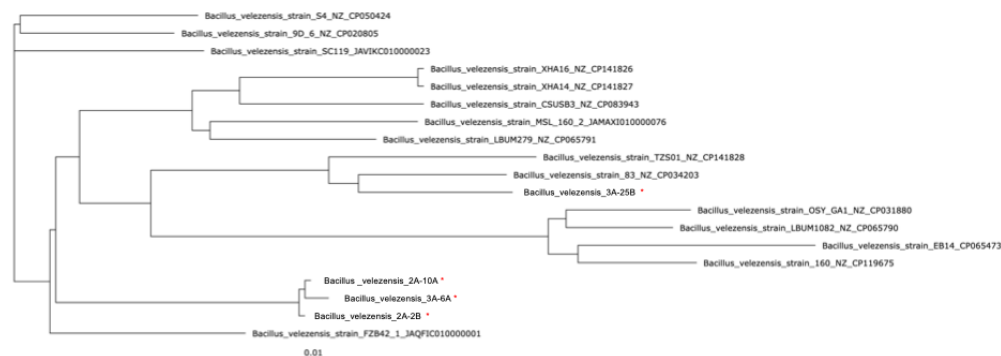 Bacillus_velezensis_strain_S4_NZ_CP050424
Bacillus_velezensis_strain_9D_6_NZ_CP020805
Bacillus_velezensis_strain_SC119_JAVIKC010000023
Bacillus_velezensis_strain_XHA16_NZ_CP141826
Bacillus_velezensis_strain_XHA14_NZ_CP141827
Bacillus_velezensis_strain_CSUSB3_NZ_CP083943
Bacillus_velezensis_strain_MSL_160_2_JAMAXI010000076
Bacillus_velezensis_strain_LBUM279_NZ_CP065791
Bacillus_velezensis_strain_TZS01_NZ_CP141828
Bacillus_velezensis_strain_83_NZ_CP034203
Bacillus_velezensis_3A-25B *
Bacillus_velezensis_strain_OSY_GA1_NZ_CP031880
Bacillus_velezensis_strain_LBUM1082_NZ_CP065790
Bacillus_velezensis_strain_EB14_CP065473
Bacillus_velezensis_strain_160_NZ_CP119675
Bacillus _velezensis_2A-10A *
Bacillus_velezensis_3A-6A *
Bacillus_velezensis_2A-2B *
Bacillus_velezensis_strain_FZB42_1_JAQFIC010000001
0.01